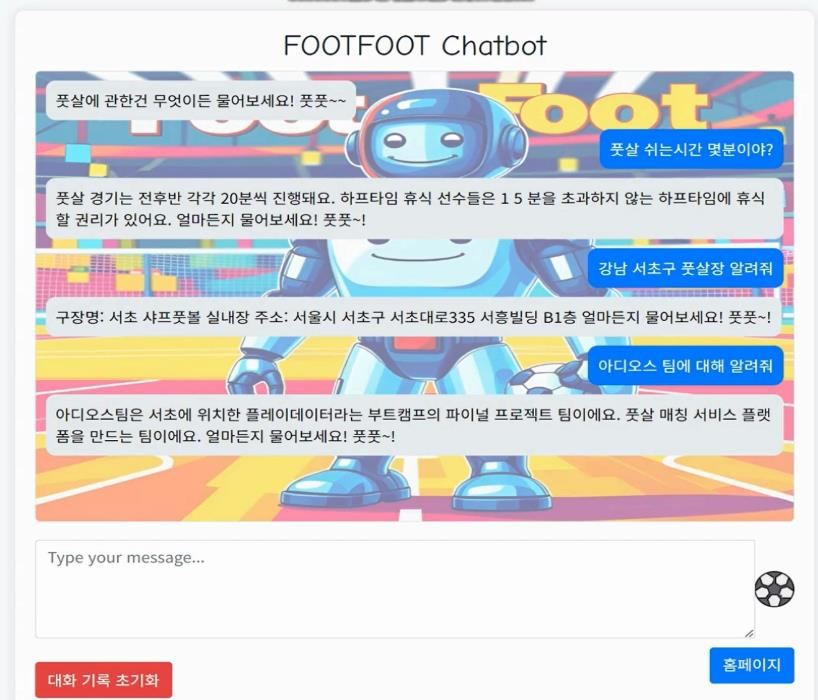 FOOTFOOT Chatbot
Foot Foot
풋살에 관한건 무엇이든 물어보세요! 풋풋~~
풋살 쉬는시간 몇분이야?
풋살 경기는 전후반 각각 20분씩 진행돼요. 하프타임 휴식 선수들은 1 5 분을 초과하지 않는 하프타임에 휴식
할 권리가 있어요. 얼마든지 물어보세요! 풋풋~!
강남 서초구 풋살장 알려줘
구장명: 서초 샤프풋볼 실내장 주소: 서울시 서초구 서초대로335 서흥빌딩 B1층 얼마든지 물어보세요! 풋풋~!
아디오스 팀에 대해 알려줘
아디오스팀은 서초에 위치한 플레이데이터라는 부트캠프의 파이널 프로젝트 팀이에요. 풋살 매칭 서비스 플랫
폼을 만드는 팀이에요. 얼마든지 물어보세요! 풋풋~!
Type your message...
홈페이지
대화 기록 초기화